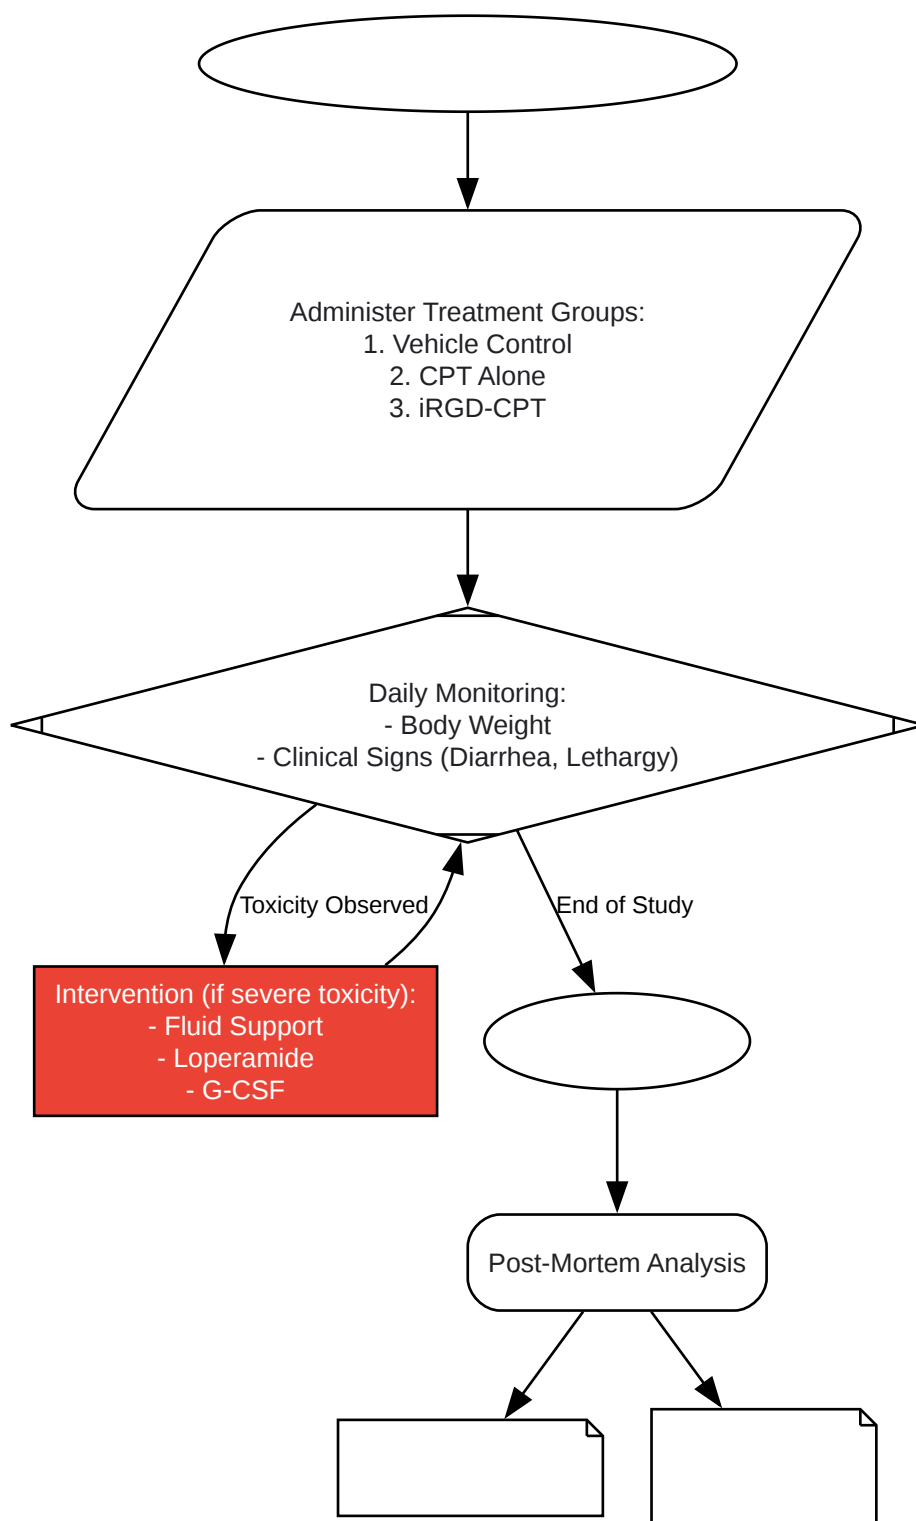 Administer Treatment Groups:
1. Vehicle Control
2. CPT Alone
3. iRGD-CPT
Daily Monitoring:
- Body Weight
- Clinical Signs (Diarrhea, Lethargy)
Toxicity Observed
End of Study
Intervention (if severe toxicity):
- Fluid Support
- Loperamide
- G-CSF
Post-Mortem Analysis